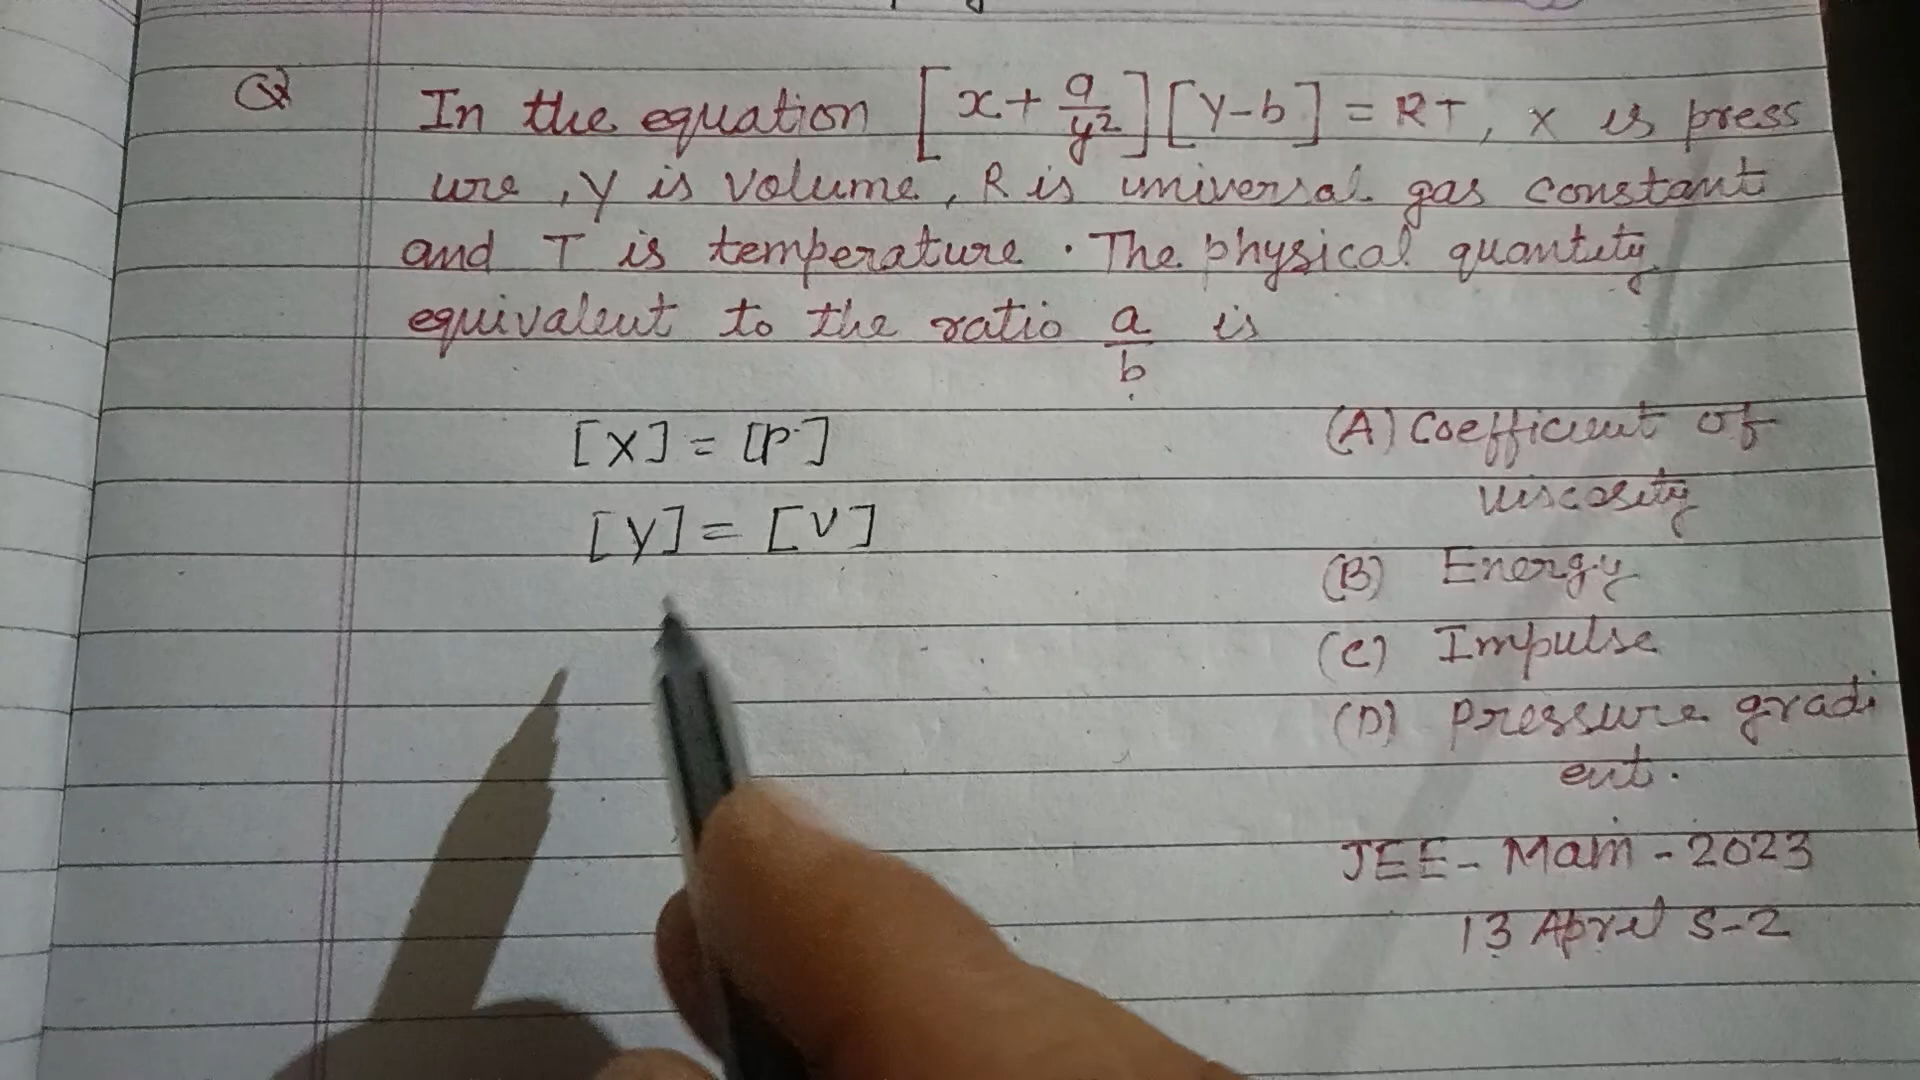 Q In the equation [x + a/y²] [Y-b] = RT, X is press
ure, Y is volume, R is universal gas constant
and T is temperature. The physical quantity
equivalent to the ratio a/b is
[X] = [P]
[Y] = [V]
(A) Coefficient of
viscosity
(B) Energy
(C) Impulse
(D) Pressure gradi
ent.
JEE-Main-2023
13 April S-2